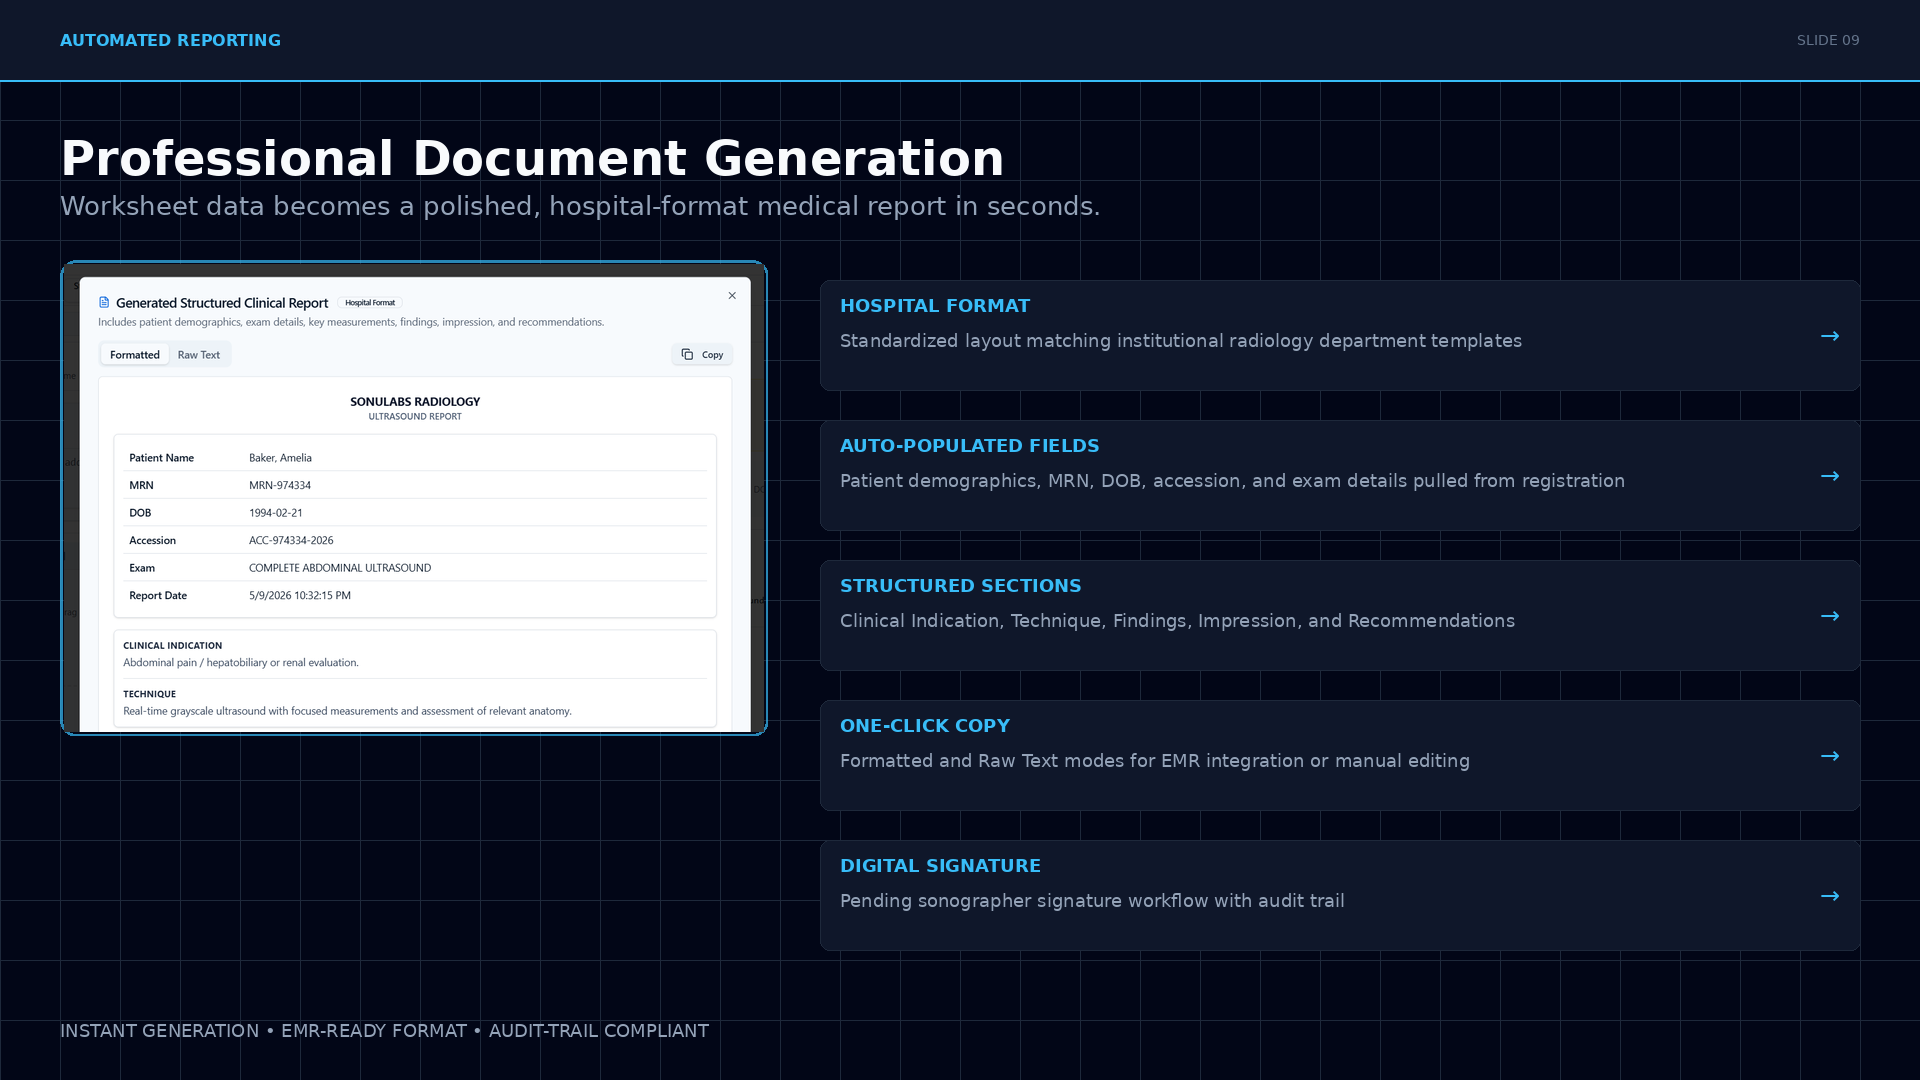 AUTOMATED REPORTING
SLIDE 09
Professional Document Generation
Worksheet data becomes a polished, hospital-format medical report in seconds.
Generated Structured Clinical Report
Hospital Format
Includes patient demographics, exam details, key measurements, findings, impression, and recommendations.
Formatted
Raw Text
Copy
SONULABS RADIOLOGY
ULTRASOUND REPORT
Patient Name Baker, Amelia
MRN MRN-974334
DOB 1994-02-21
Accession ACC-974334-2026
Exam COMPLETE ABDOMINAL ULTRASOUND
Report Date 5/9/2026 10:32:15 PM
CLINICAL INDICATION
Abdominal pain / hepatobiliary or renal evaluation.
TECHNIQUE
Real-time grayscale ultrasound with focused measurements and assessment of relevant anatomy.
HOSPITAL FORMAT
Standardized layout matching institutional radiology department templates
→
AUTO-POPULATED FIELDS
Patient demographics, MRN, DOB, accession, and exam details pulled from registration
→
STRUCTURED SECTIONS
Clinical Indication, Technique, Findings, Impression, and Recommendations
→
ONE-CLICK COPY
Formatted and Raw Text modes for EMR integration or manual editing
→
DIGITAL SIGNATURE
Pending sonographer signature workflow with audit trail
→
INSTANT GENERATION • EMR-READY FORMAT • AUDIT-TRAIL COMPLIANT